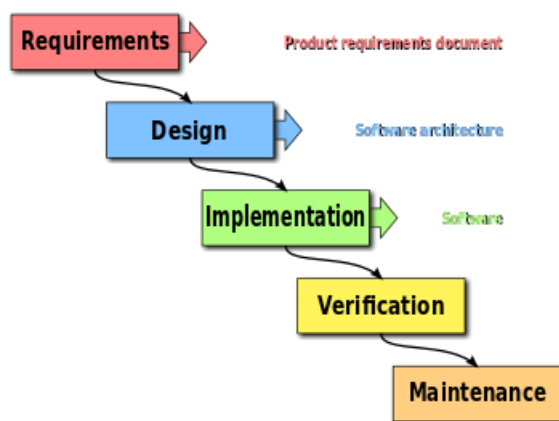 Requirements
Product requirements document
Design
Software architecture
Implementation
Software
Verification
Maintenance